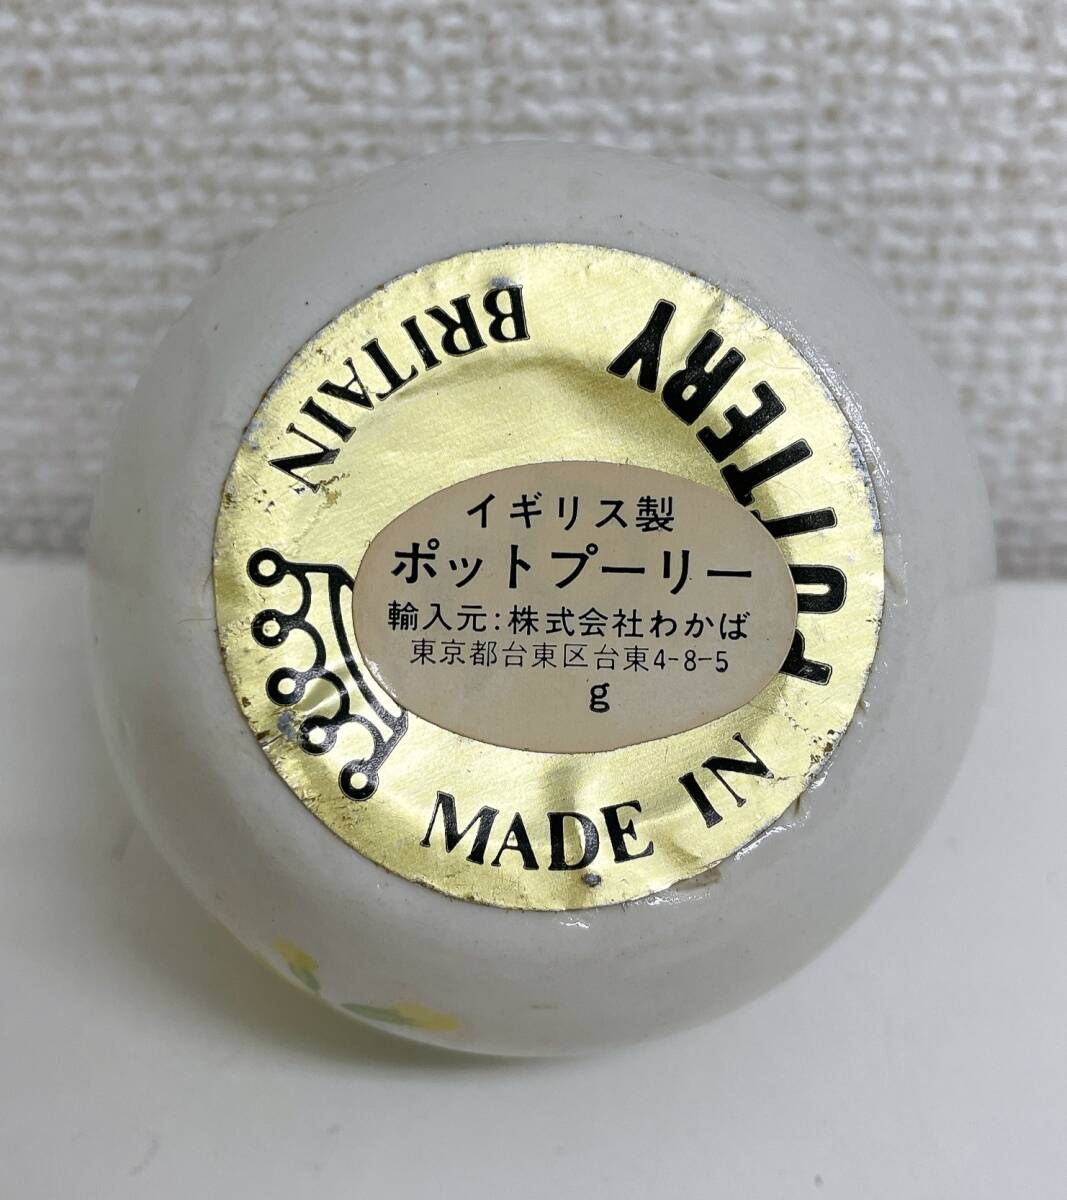 POTTERY
MADE IN
BRITAIN
イギリス製
ポットプーリー
輸入元:株式会社わかば
東京都台東区台東4-8-5
g